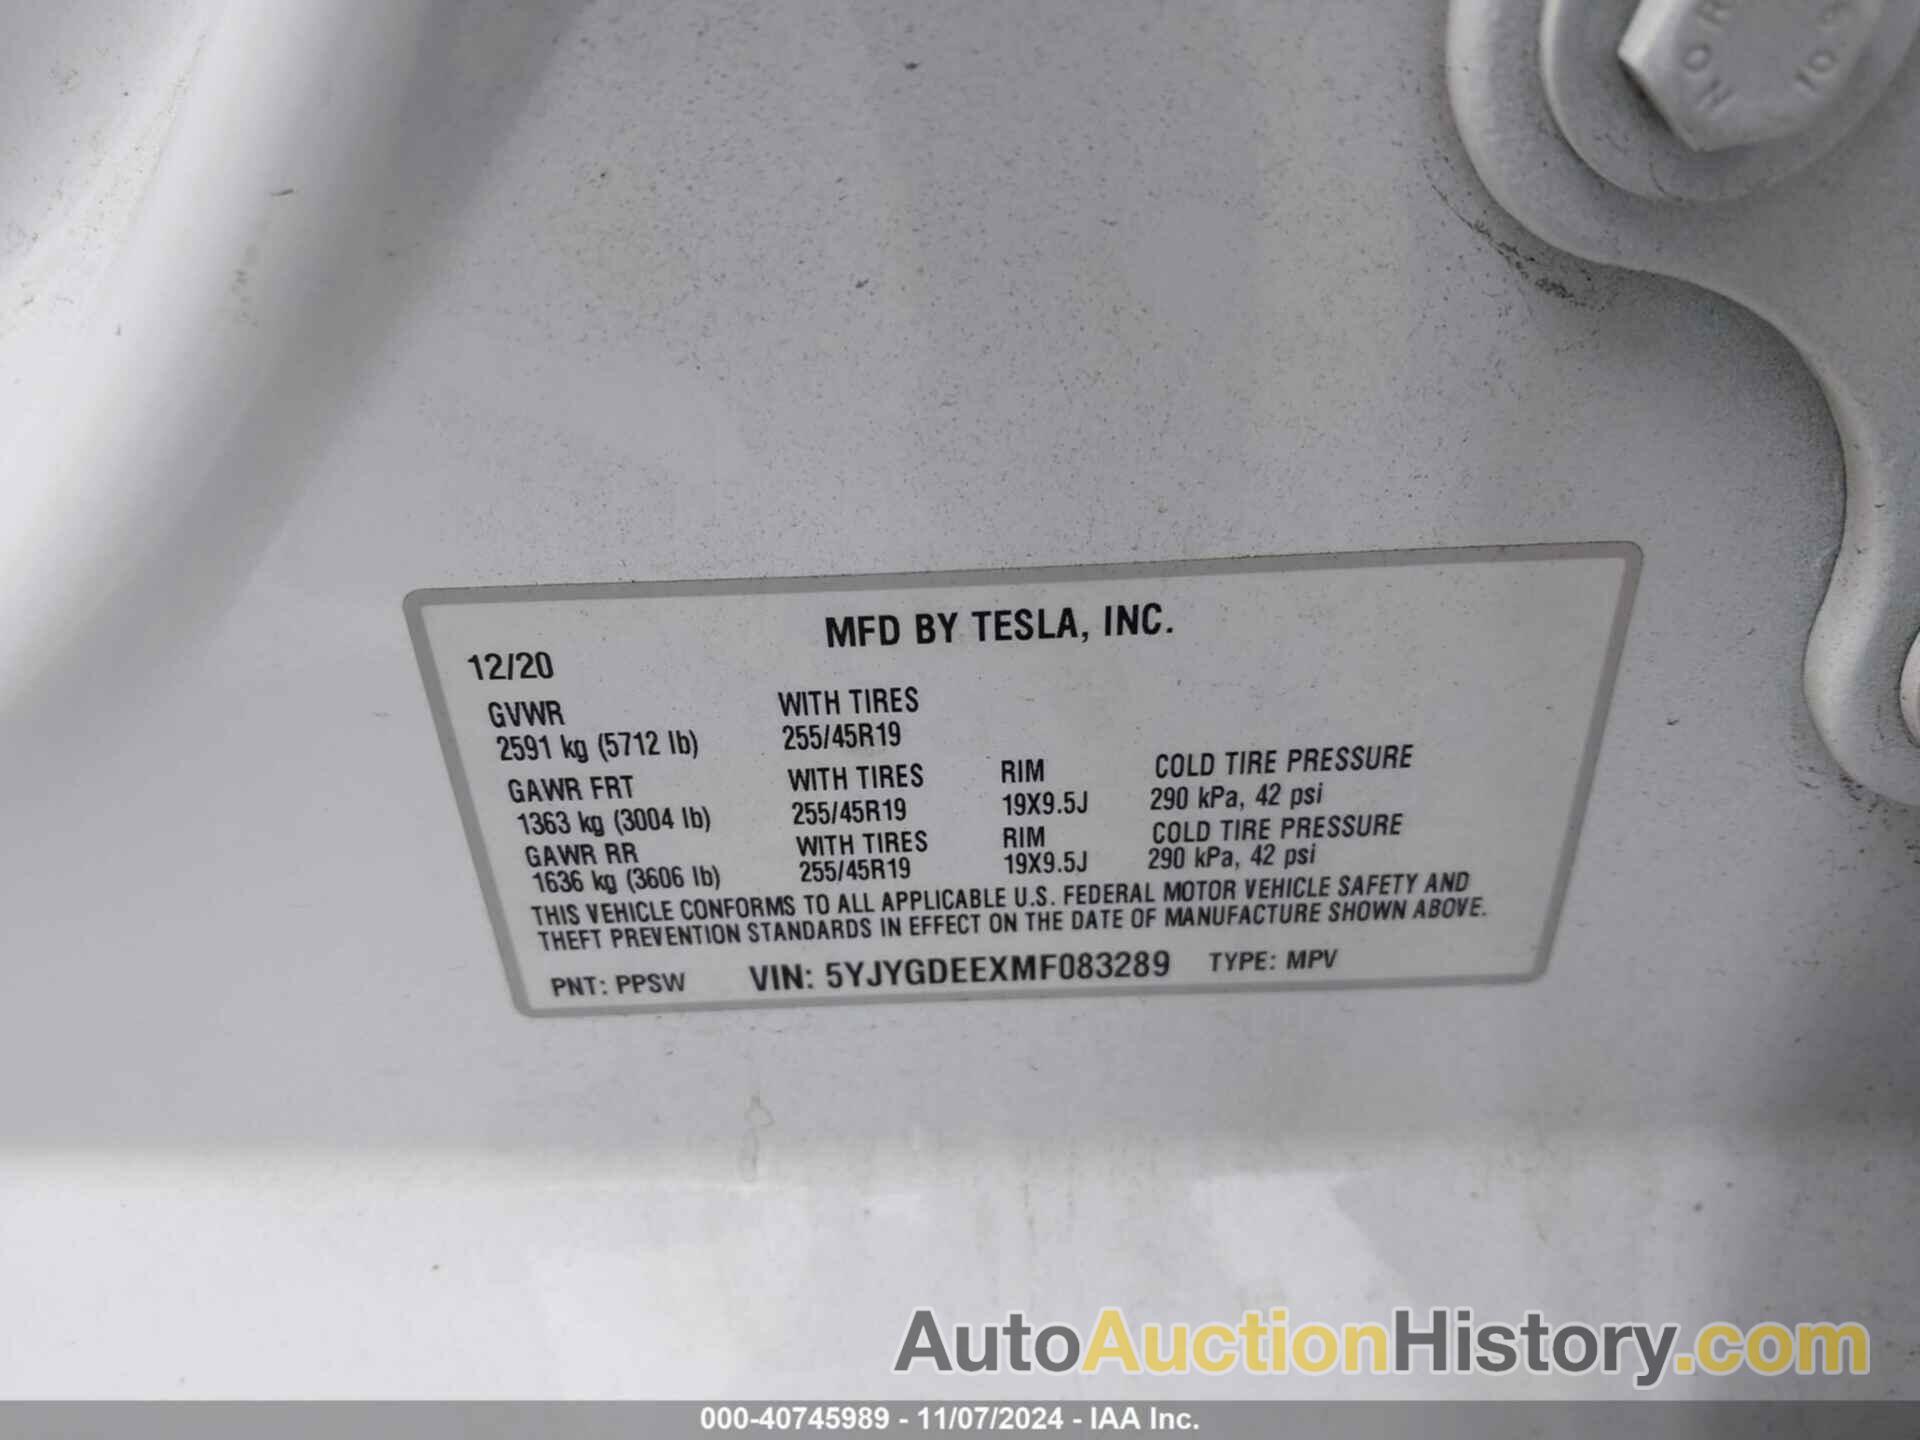 MFD BY TESLA, INC.
12/20
GVWR WITH TIRES
2591 kg (5712 lb) 255/45R19
GAWR FRT WITH TIRES RIM COLD TIRE PRESSURE
1363 kg (3004 lb) 255/45R19 19X9.5J 290 kPa, 42 psi
GAWR RR WITH TIRES RIM COLD TIRE PRESSURE
1636 kg (3606 lb) 255/45R19 19X9.5J 290 kPa, 42 psi
THIS VEHICLE CONFORMS TO ALL APPLICABLE U.S. FEDERAL MOTOR VEHICLE SAFETY AND
THEFT PREVENTION STANDARDS IN EFFECT ON THE DATE OF MANUFACTURE SHOWN ABOVE.
PNT: PPSW VIN: 5YJYGDEEXMF083289 TYPE: MPV
AutoAuctionHistory.com
000-40745989 - 11/07/2024 - IAA Inc.